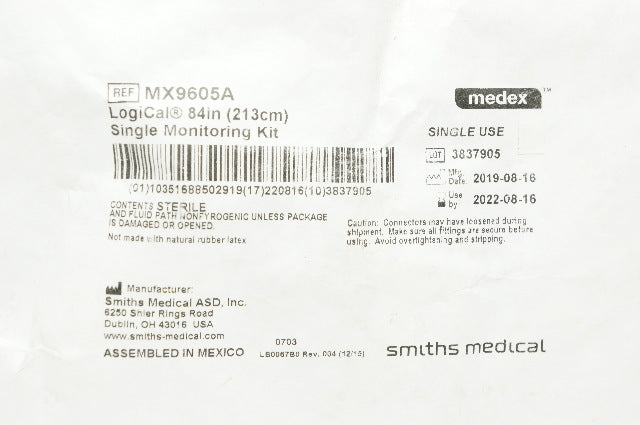 REF MX9605A
LogiCal® 84in (213cm)
Single Monitoring Kit
(01)10351688502919(17)220816(10)3837905
CONTENTS STERILE
AND FLUID PATH NONPYROGENIC UNLESS PACKAGE
IS DAMAGED OR OPENED.
Not made with natural rubber latex
medex™
SINGLE USE
LOT 3837905
Mfg. Date: 2019-08-16
Use by 2022-08-16
Caution: Connectors may have loosened during
shipment. Make sure all fittings are secure before
using. Avoid overtightening and stripping.
Manufacturer:
Smiths Medical ASD, Inc.
6250 Shier Rings Road
Dublin, OH 43016 USA
www.smiths-medical.com
ASSEMBLED IN MEXICO
0703
Rev. 004 (12/15)
smiths medical